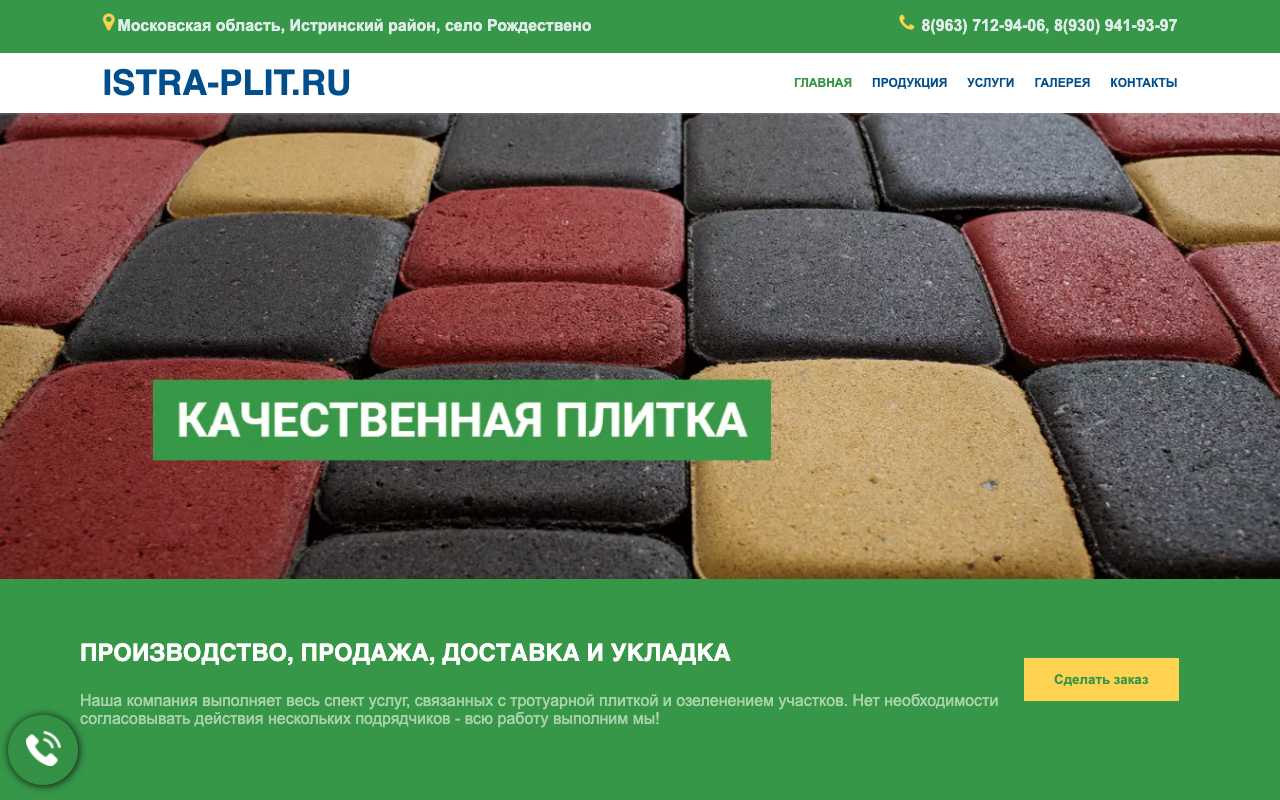 Московская область, Истринский район, село Рождествено
8(963) 712-94-06, 8(930) 941-93-97
ISTRA-PLIT.RU
ГЛАВНАЯ ПРОДУКЦИЯ УСЛУГИ ГАЛЕРЕЯ КОНТАКТЫ
КАЧЕСТВЕННАЯ ПЛИТКА
ПРОИЗВОДСТВО, ПРОДАЖА, ДОСТАВКА И УКЛАДКА
Наша компания выполняет весь спект услуг, связанных с тротуарной плиткой и озеленением участков. Нет необходимости
согласовывать действия нескольких подрядчиков - всю работу выполним мы!
Сделать заказ